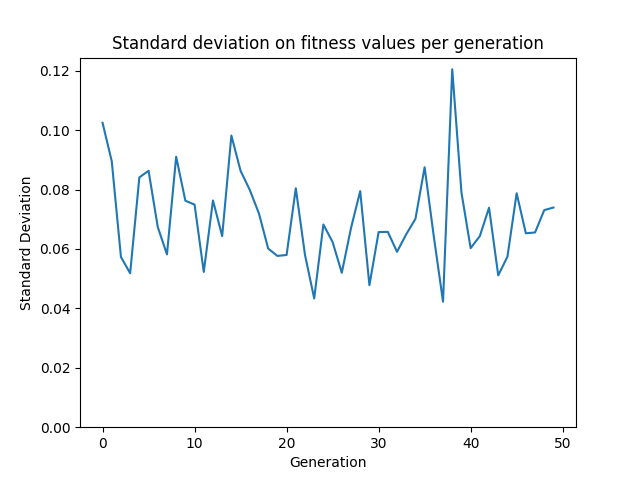 Standard deviation on fitness values per generation
0.12
0.10
0.08
0.06
0.04
0.02
0.00
Standard Deviation
0 10 20 30 40 50
Generation